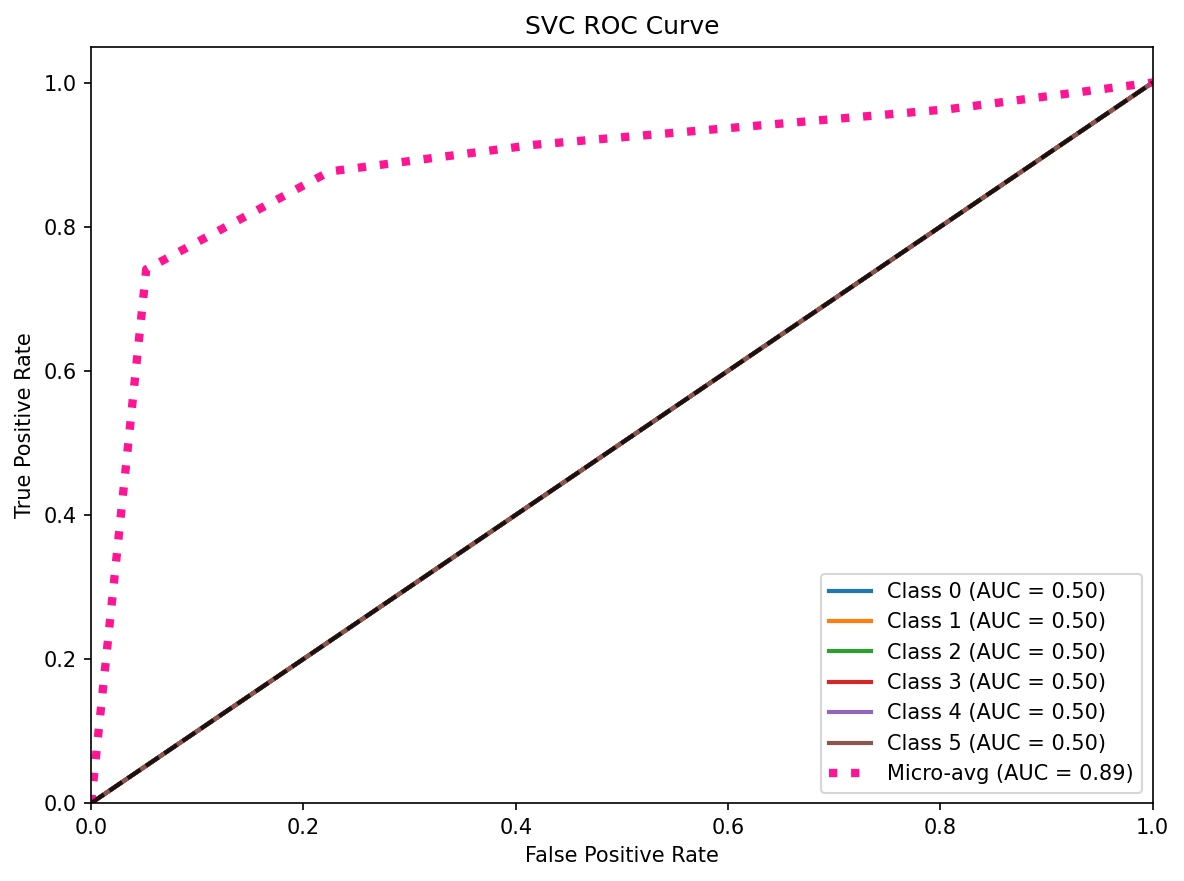 SVC ROC Curve
True Positive Rate
1.0
0.8
0.6
0.4
0.2
0.0
0.0 0.2 0.4 0.6 0.8 1.0
False Positive Rate
Class 0 (AUC = 0.50)
Class 1 (AUC = 0.50)
Class 2 (AUC = 0.50)
Class 3 (AUC = 0.50)
Class 4 (AUC = 0.50)
Class 5 (AUC = 0.50)
Micro-avg (AUC = 0.89)